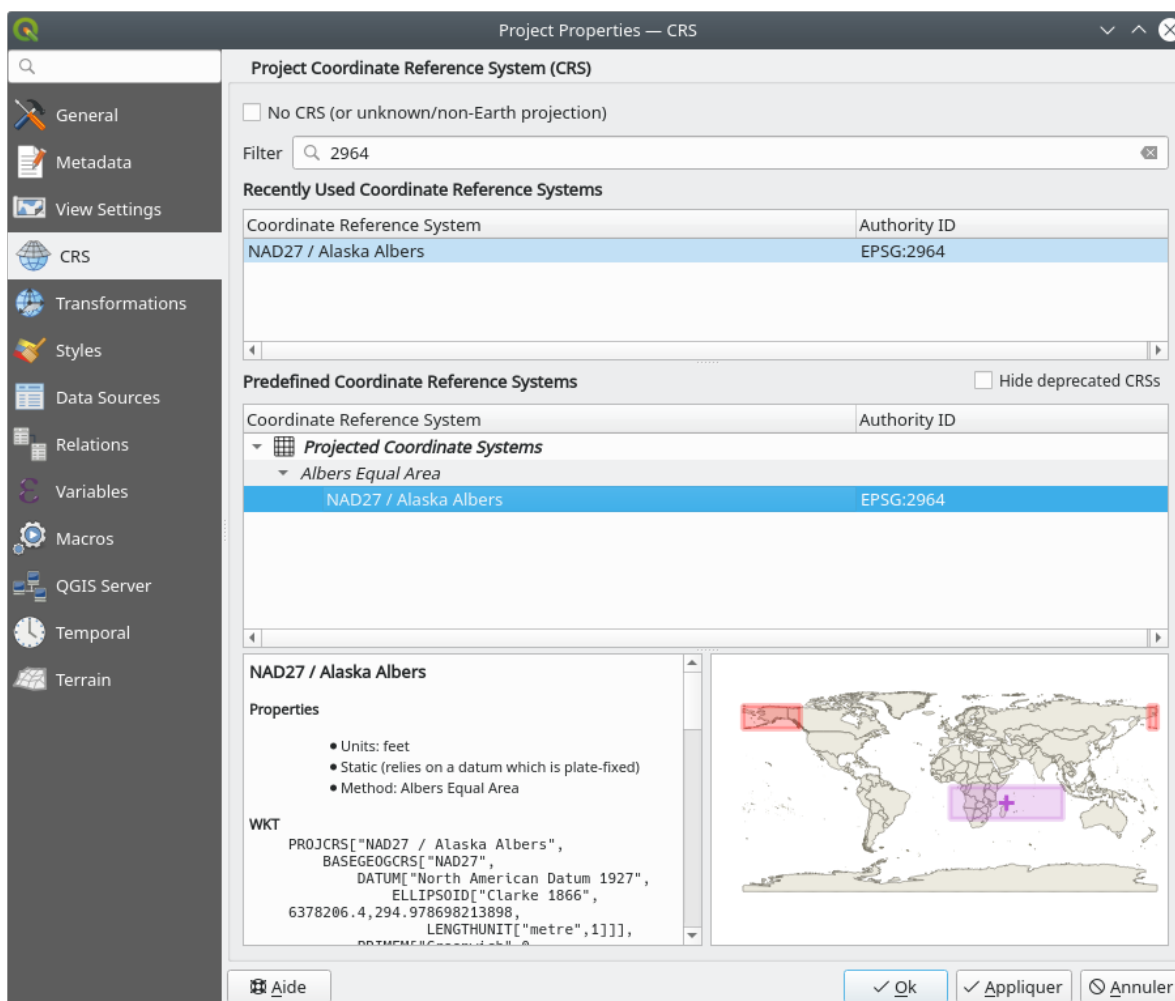 Project Properties — CRS
Project Coordinate Reference System (CRS)
General
Metadata
View Settings
CRS
Transformations
Styles
Data Sources
Relations
Variables
Macros
QGIS Server
Temporal
Terrain
No CRS (or unknown/non-Earth projection)
Filter 2964
Recently Used Coordinate Reference Systems
Coordinate Reference System Authority ID
NAD27 / Alaska Albers EPSG:2964
Predefined Coordinate Reference Systems Hide deprecated CRSs
Coordinate Reference System Authority ID
Projected Coordinate Systems
Albers Equal Area
NAD27 / Alaska Albers EPSG:2964
NAD27 / Alaska Albers
Properties
• Units: feet
• Static (relies on a datum which is plate-fixed)
• Method: Albers Equal Area
WKT
PROJCRS["NAD27 / Alaska Albers",
BASEGEOGCRS["NAD27",
DATUM["North American Datum 1927",
ELLIPSOID["Clarke 1866",
6378206.4,294.978698213898,
LENGTHUNIT["metre",1]]],
Aide
Ok
Appliquer
Annuler